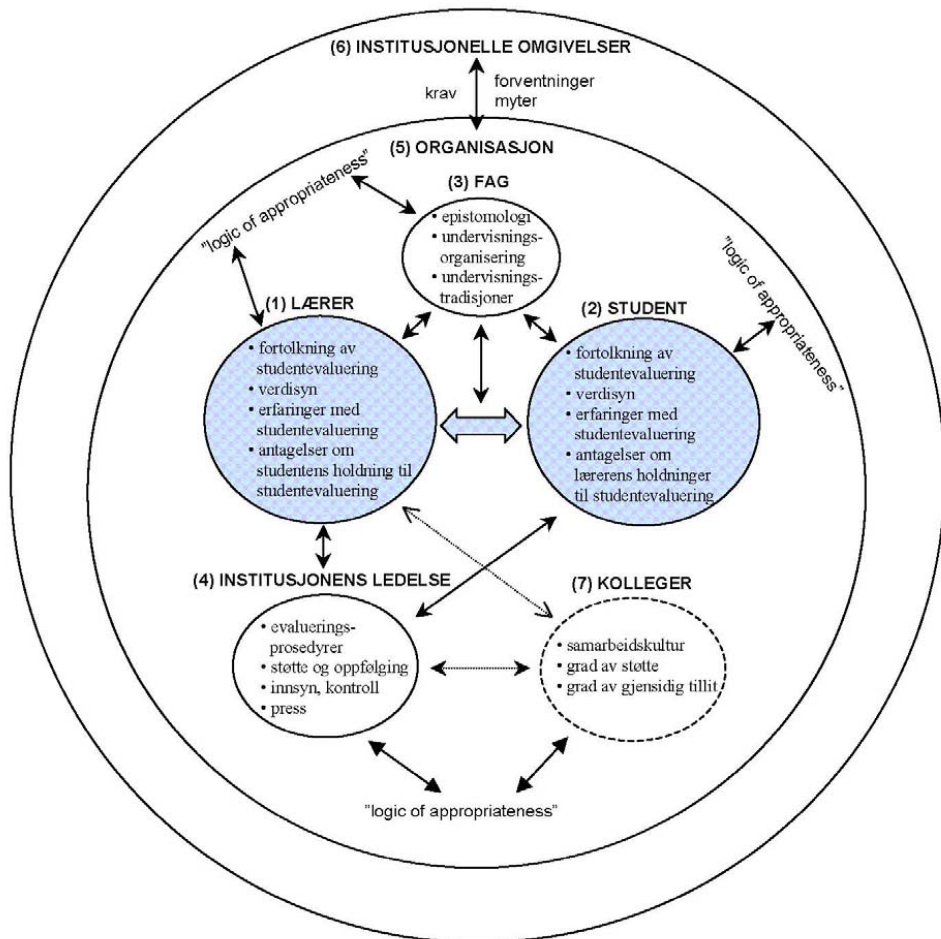 (6) INSTITUSJONELLE OMGIVELSER
krav
forventninger
myter
(5) ORGANISASJON
"logic of appropriateness"
(3) FAG
• epistomologi
• undervisnings-
organisering
• undervisnings-
tradisjoner
"logic of appropriateness"
(1) LÆRER
• fortolkning av
studentevaluering
• verdisyn
• erfaringer med
studentevaluering
• antagelser om
studentens holdning til
studentevaluering
(2) STUDENT
• fortolkning av
studentevaluering
• verdisyn
• erfaringer med
studentevaluering
• antagelser om
lærerens holdninger
til studentevaluering
(4) INSTITUSJONENS LEDELSE
• evaluerings-
prosedyrer
• støtte og oppfølging
• innsyn, kontroll
• press
(7) KOLLEGER
• samarbeidskultur
• grad av støtte
• grad av gjensidig tillit
"logic of appropriateness"